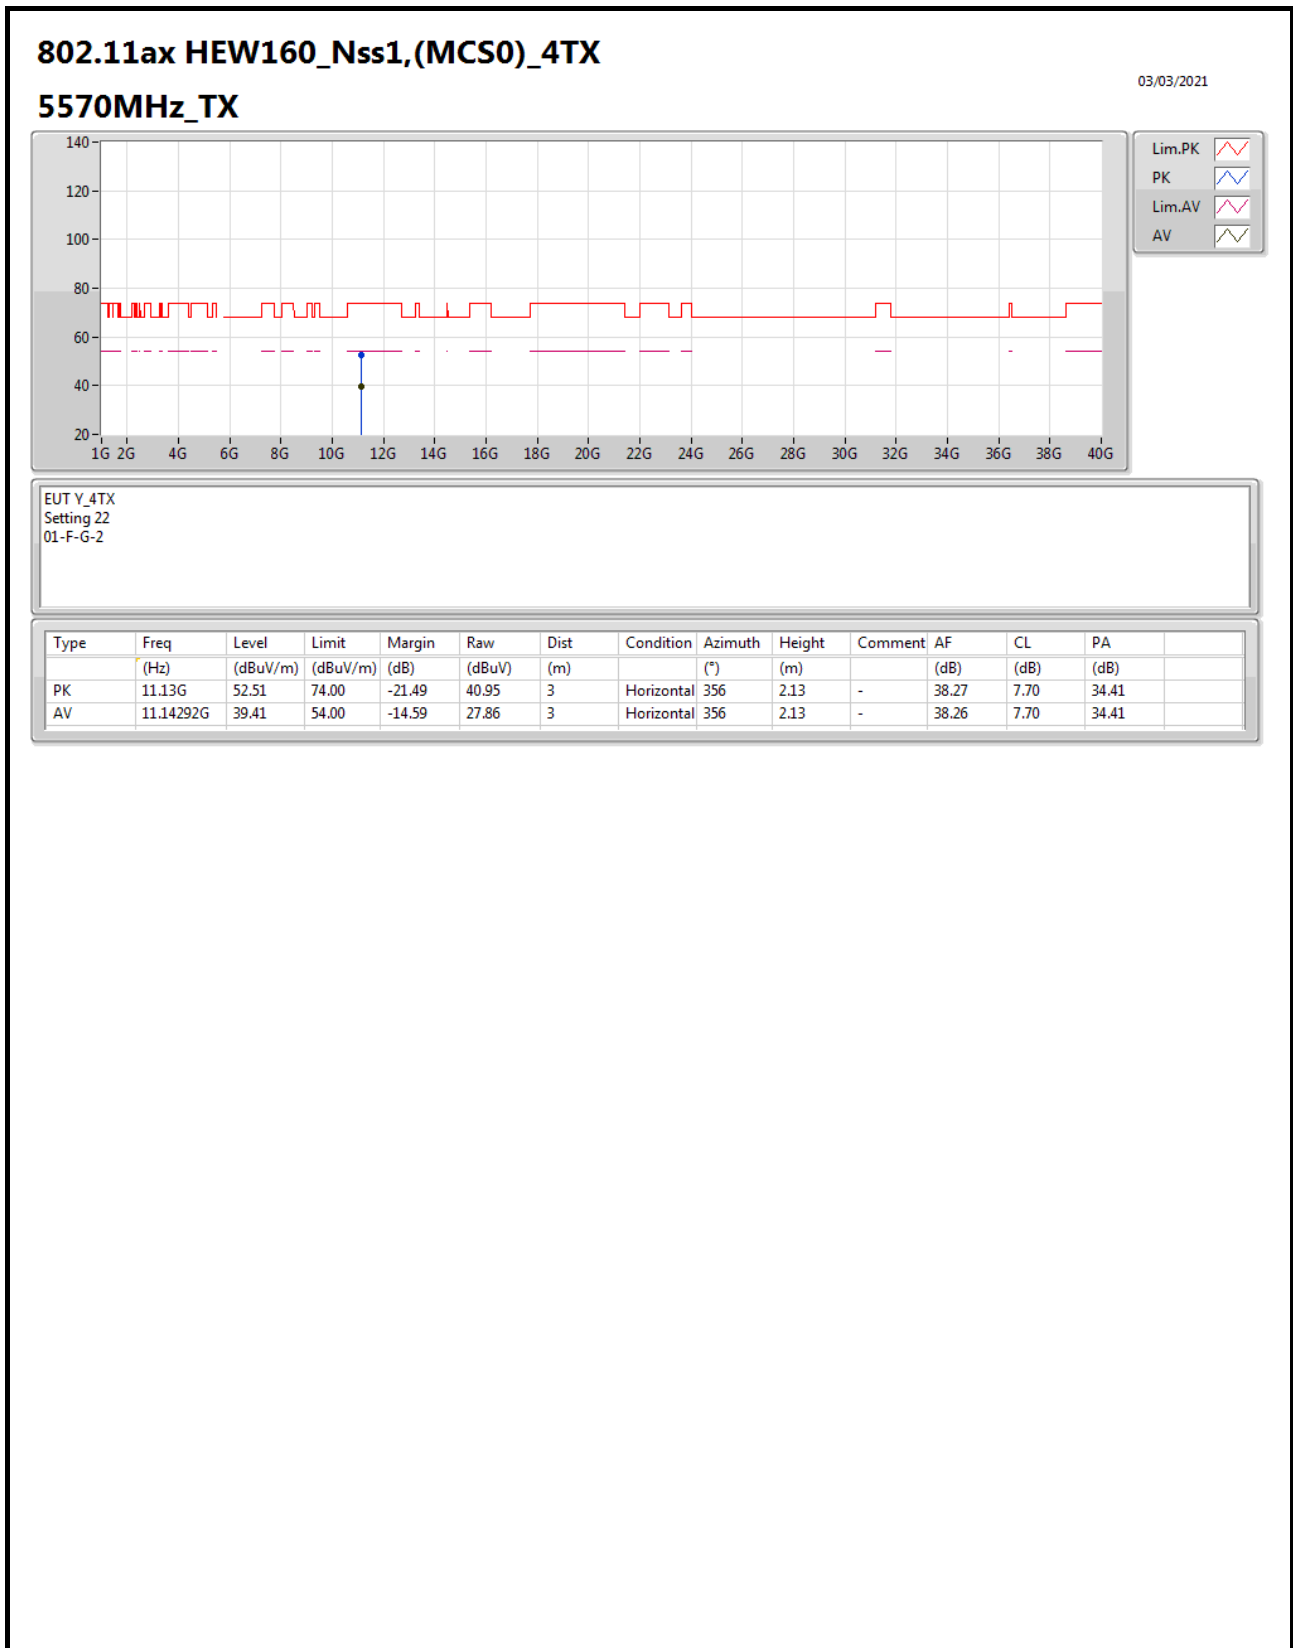 802.11ax HEW160_Nss1,(MCS0)_4TX
03/03/2021
5570MHz_TX
140
120
100
80
60
40
20
1G 2G 4G 6G 8G 10G 12G 14G 16G 18G 20G 22G 24G 26G 28G 30G 32G 34G 36G 38G 40G
Lim.PK
PK
Lim.AV
AV
EUT Y_4TX
Setting 22
01-F-G-2
Type Freq Level Limit Margin Raw Dist Condition Azimuth Height Comment AF CL PA
(Hz) (dBuV/m) (dBuV/m) (dB) (dBuV) (m) (°) (m) (dB) (dB) (dB)
PK 11.13G 52.51 74.00 -21.49 40.95 3 Horizontal 356 2.13 - 38.27 7.70 34.41
AV 11.14292G 39.41 54.00 -14.59 27.86 3 Horizontal 356 2.13 - 38.26 7.70 34.41